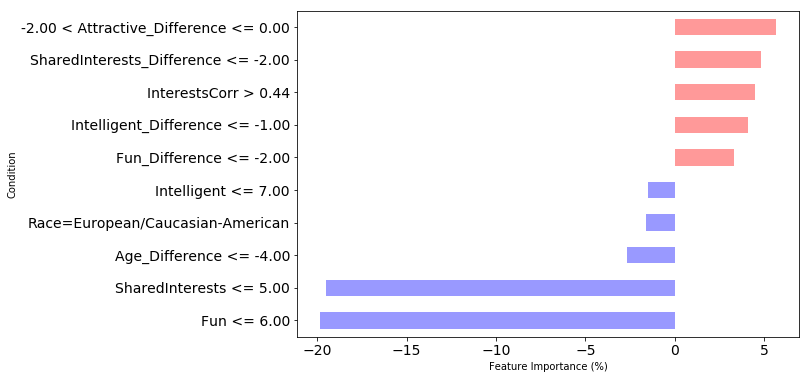 -2.00 < Attractive_Difference <= 0.00
SharedInterests_Difference <= -2.00
InterestsCorr > 0.44
Intelligent_Difference <= -1.00
Fun_Difference <= -2.00
Intelligent <= 7.00
Race=European/Caucasian-American
Age_Difference <= -4.00
SharedInterests <= 5.00
Fun <= 6.00
Condition
−20 −15 −10 −5 0 5
Feature Importance (%)